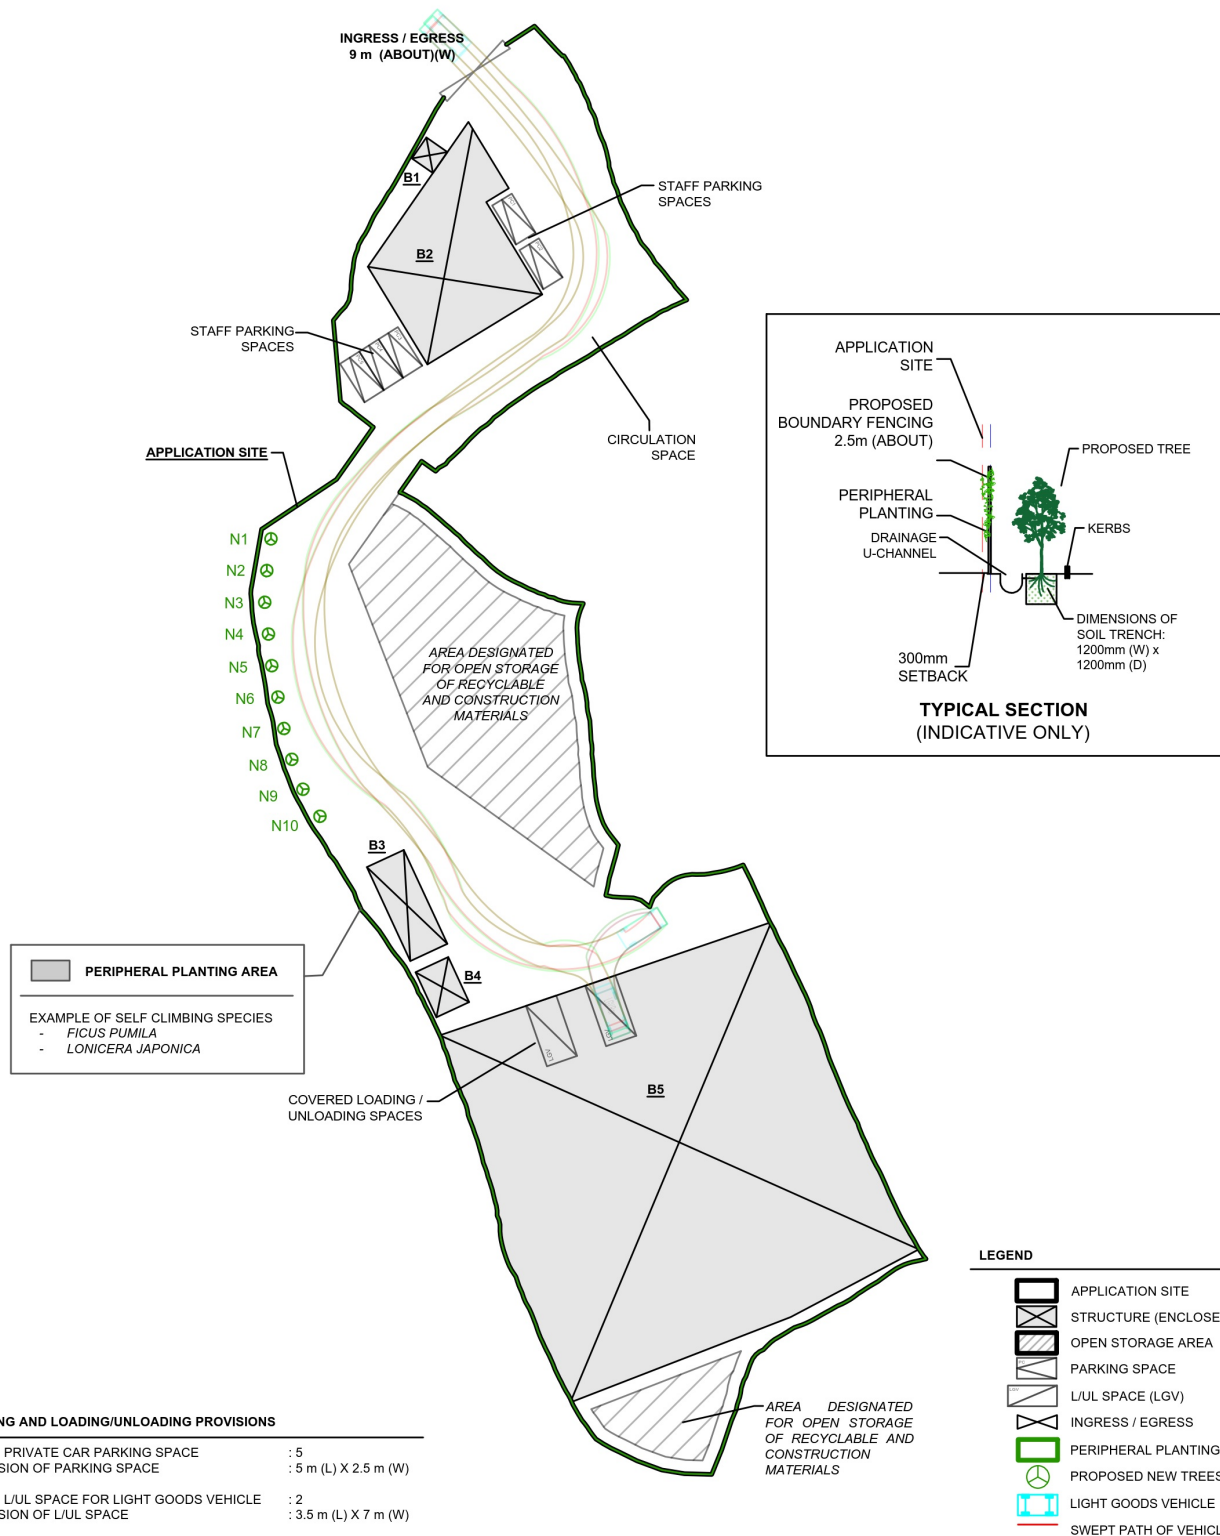 INGRESS / EGRESS
9 m (ABOUT)(W)
B1
STAFF PARKING
SPACES
B2
STAFF PARKING
SPACES
CIRCULATION
SPACE
APPLICATION SITE
N1
N2
N3
N4
N5
N6
N7
N8
N9
N10
AREA DESIGNATED
FOR OPEN STORAGE
OF RECYCLABLE
AND CONSTRUCTION
MATERIALS
APPLICATION
SITE
PROPOSED
BOUNDARY FENCING
2.5m (ABOUT)
PROPOSED TREE
PERIPHERAL
PLANTING
DRAINAGE
U-CHANNEL
KERBS
DIMENSIONS OF
SOIL TRENCH:
1200mm (W) x
1200mm (D)
300mm
SETBACK
TYPICAL SECTION
(INDICATIVE ONLY)
B3
B4
PERIPHERAL PLANTING AREA
EXAMPLE OF SELF CLIMBING SPECIES
- FICUS PUMILA
- LONICERA JAPONICA
LGV
LGV
COVERED LOADING /
UNLOADING SPACES
B5
AREA DESIGNATED
FOR OPEN STORAGE
OF RECYCLABLE AND
CONSTRUCTION
MATERIALS
LEGEND
APPLICATION SITE
STRUCTURE (ENCLOSE
OPEN STORAGE AREA
PARKING SPACE
L/UL SPACE (LGV)
INGRESS / EGRESS
PERIPHERAL PLANTING
PROPOSED NEW TREES
LIGHT GOODS VEHICLE
SWEPT PATH OF VEHICL
NG AND LOADING/UNLOADING PROVISIONS
PRIVATE CAR PARKING SPACE : 5
SION OF PARKING SPACE : 5 m (L) X 2.5 m (W)
L/UL SPACE FOR LIGHT GOODS VEHICLE : 2
SION OF L/UL SPACE : 3.5 m (L) X 7 m (W)